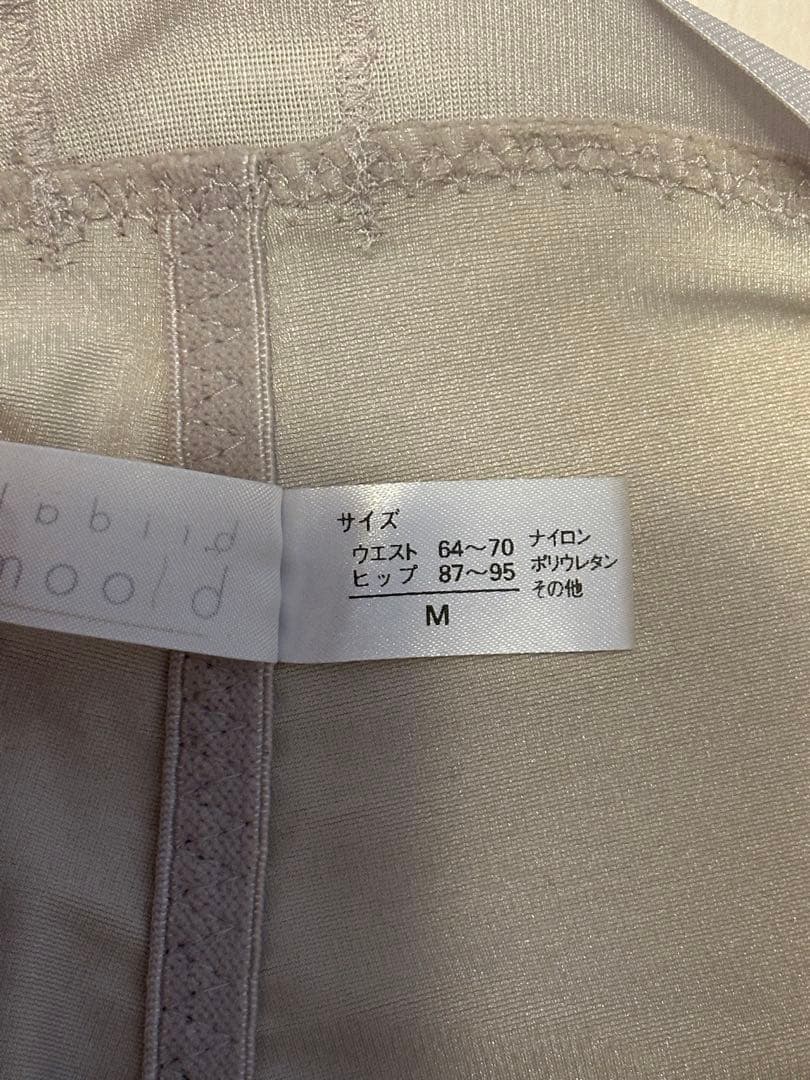 サイズ
ウエスト 64～70
ヒップ 87～95
M
ナイロン
ポリウレタン
その他